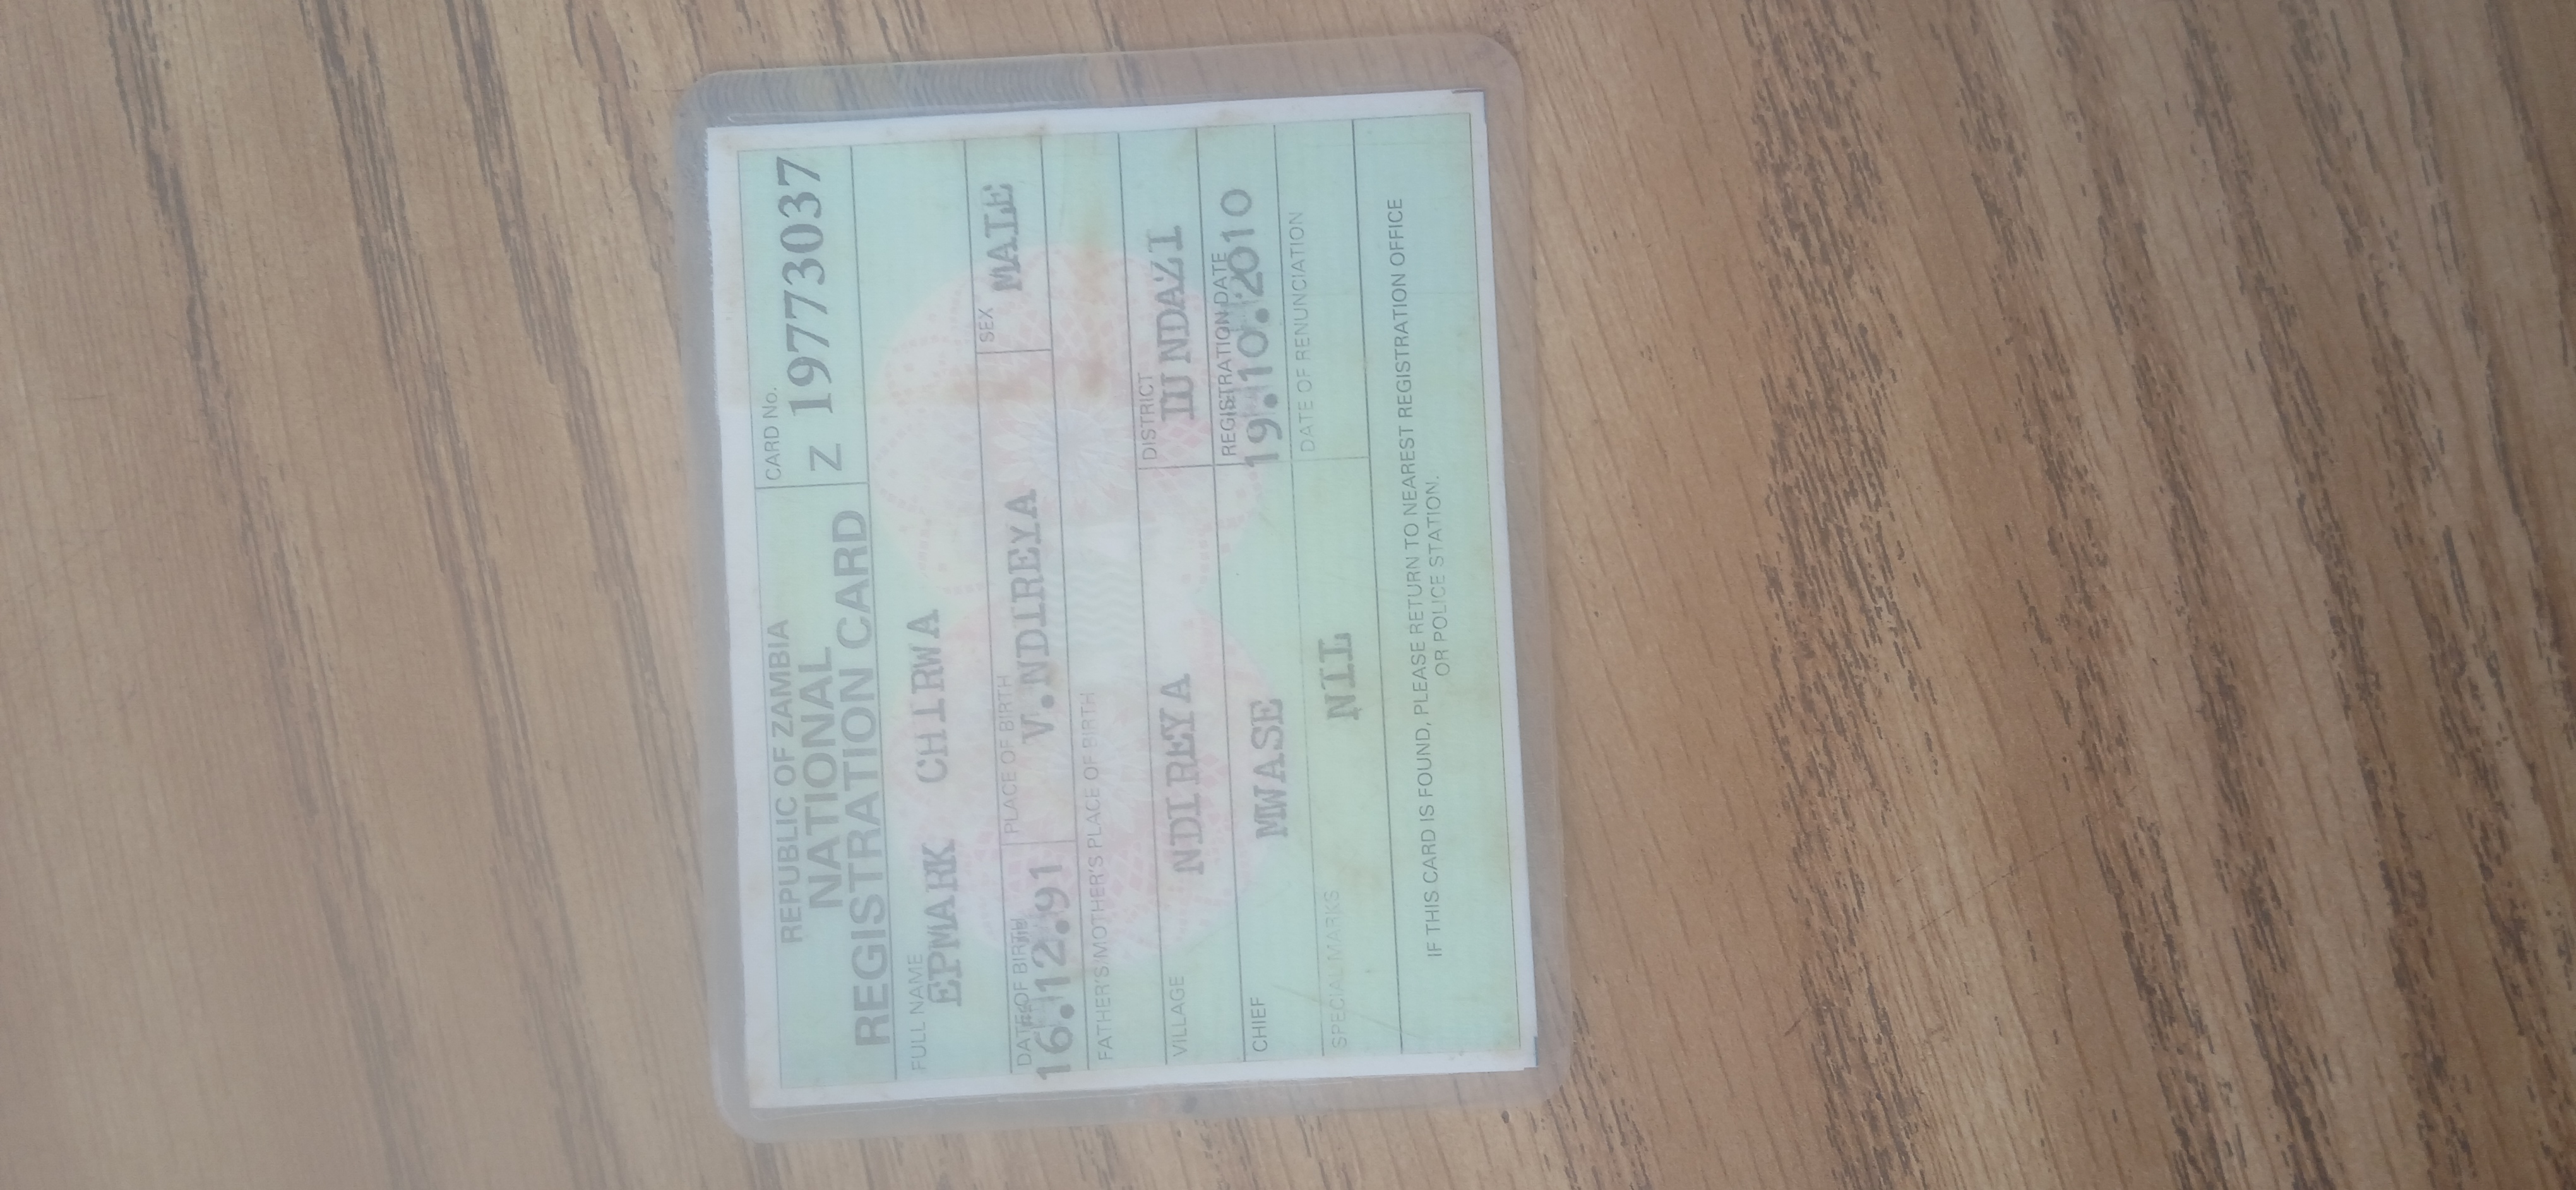 REPUBLIC OF ZAMBIA
NATIONAL
REGISTRATION CARD
CARD No.
Z 19773037
FULL NAME
EPMARK CHIRWA
DATE OF BIRTH
16.12.91
PLACE OF BIRTH
V.NDIREYA
SEX
MALE
FATHER'S/MOTHER'S PLACE OF BIRTH
VILLAGE
NDIREYA
DISTRICT
LUNDAZI
CHIEF
MWASE
REGISTRATION DATE
19.10.2010
SPECIAL MARKS
NIL
DATE OF RENUNCIATION
IF THIS CARD IS FOUND, PLEASE RETURN TO NEAREST REGISTRATION OFFICE
OR POLICE STATION.